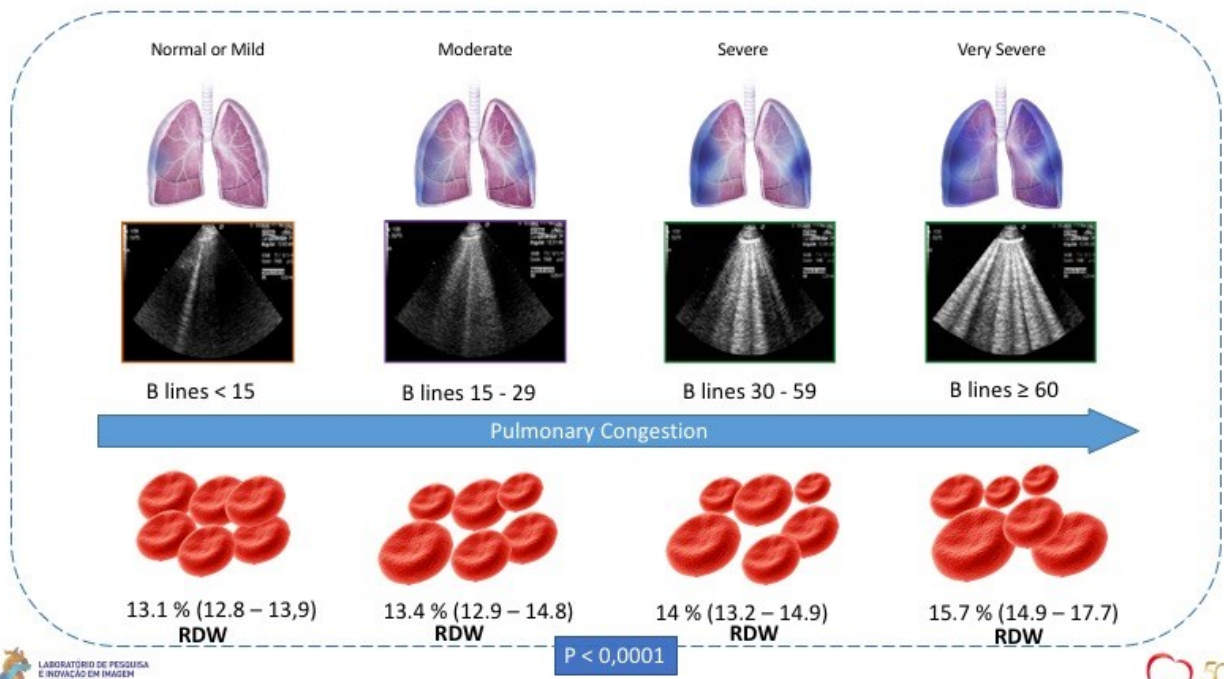 Normal or Mild
Moderate
Severe
Very Severe
B lines < 15
B lines 15 - 29
B lines 30 - 59
B lines ≥ 60
Pulmonary Congestion
13.1 % (12.8 – 13,9)
RDW
13.4 % (12.9 – 14.8)
RDW
14 % (13.2 – 14.9)
RDW
15.7 % (14.9 – 17.7)
RDW
P < 0,0001
LABORATÓRIO DE PESQUISA
E INOVAÇÃO EM IMAGEM